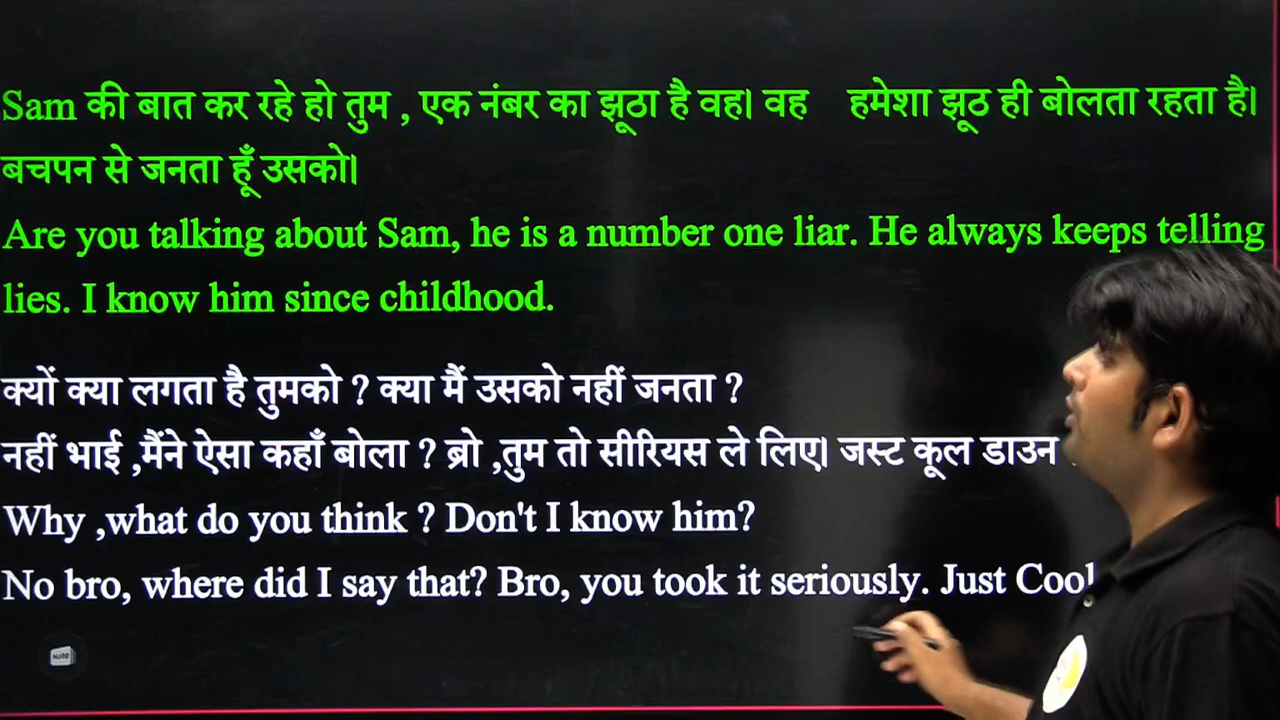 Sam की बात कर रहे हो तुम , एक नंबर का झूठा है वह। वह हमेशा झूठ ही बोलता रहता है।
बचपन से जनता हूँ उसको।
Are you talking about Sam, he is a number one liar. He always keeps telling
lies. I know him since childhood.
क्यों क्या लगता है तुमको ? क्या मैं उसको नहीं जनता ?
नहीं भाई ,मैंने ऐसा कहाँ बोला ? ब्रो ,तुम तो सीरियस ले लिए। जस्ट कूल डाउन
Why ,what do you think ? Don't I know him?
No bro, where did I say that? Bro, you took it seriously. Just Cool
Note